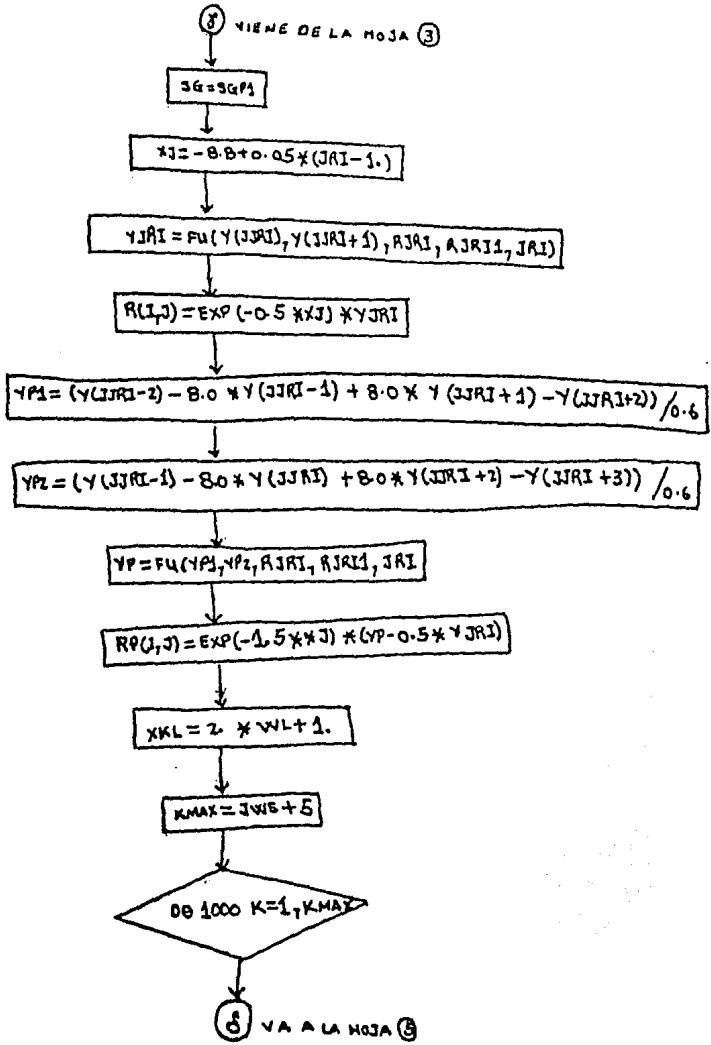 γ VIENE DE LA HOJA ③
SG=SGP1
XJ=-8.8+0.05*(JRI-1.)
YJRI=FU(Y(JJRI),Y(JJRI+1),RJRI,RJRI1,JRI)
R(I,J)=EXP(-0.5*XJ)*YJRI
YP1=(Y(JJRI-2)-8.0*Y(JJRI-1)+8.0*Y(JJRI+1)-Y(JJRI+2))/0.6
YP2=(Y(JJRI-1)-8.0*Y(JJRI)+8.0*Y(JJRI+2)-Y(JJRI+3))/0.6
YP=FU(YP1,YP2,RJRI,RJRI1,JRI
RP(I,J)=EXP(-1.5*XJ)*(YP-0.5*YJRI)
XKL=2.*WL+1.
KMAX=JWS+5
DO 1000 K=1,KMAX
δ VA A LA HOJA ⑤